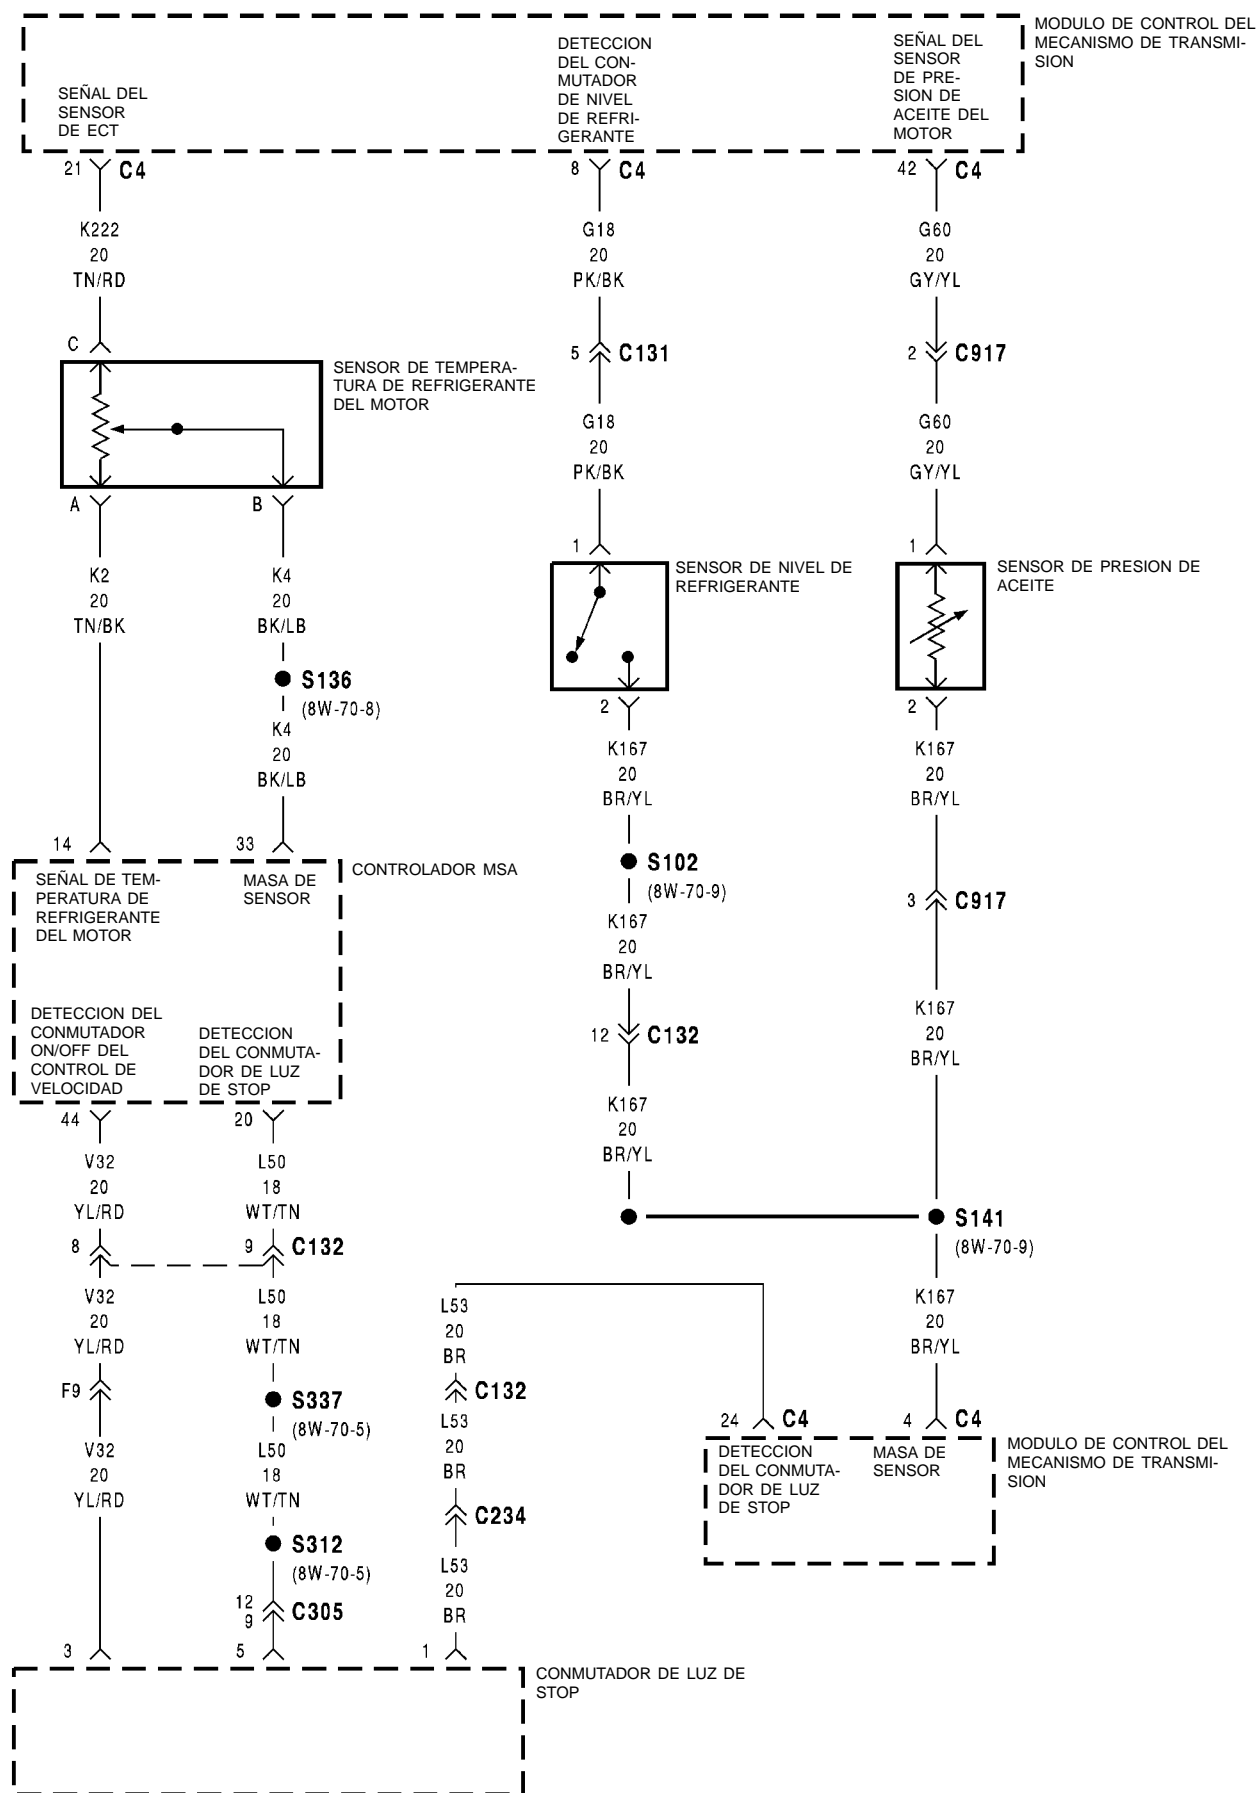 MODULO DE CONTROL DEL
MECANISMO DE TRANSMI-
SION
SEÑAL DEL
SENSOR
DE ECT
DETECCION
DEL CON-
MUTADOR
DE NIVEL
DE REFRI-
GERANTE
SEÑAL DEL
SENSOR
DE PRE-
SION DE
ACEITE DEL
MOTOR
21 C4
8 C4
42 C4
K222
20
TN/RD
G18
20
PK/BK
G60
20
GY/YL
C
5 C131
2 C917
SENSOR DE TEMPERA-
TURA DE REFRIGERANTE
DEL MOTOR
G18
20
PK/BK
G60
20
GY/YL
A
B
1
1
K2
20
TN/BK
K4
20
BK/LB
SENSOR DE NIVEL DE
REFRIGERANTE
SENSOR DE PRESION DE
ACEITE
S136
(8W-70-8)
K4
20
BK/LB
2
2
K167
20
BR/YL
K167
20
BR/YL
14
33
CONTROLADOR MSA
SEÑAL DE TEM-
PERATURA DE
REFRIGERANTE
DEL MOTOR
MASA DE
SENSOR
S102
(8W-70-9)
3 C917
K167
20
BR/YL
DETECCION DEL
CONMUTADOR
ON/OFF DEL
CONTROL DE
VELOCIDAD
DETECCION
DEL CONMUTA-
DOR DE LUZ
DE STOP
12 C132
K167
20
BR/YL
K167
20
BR/YL
44
20
V32
20
YL/RD
L50
18
WT/TN
S141
(8W-70-9)
8
9 C132
V32
20
YL/RD
L50
18
WT/TN
L53
20
BR
K167
20
BR/YL
F9
S337
(8W-70-5)
C132
24 C4
4 C4
V32
20
YL/RD
L50
18
WT/TN
L53
20
BR
DETECCION
DEL CONMUTA-
DOR DE LUZ
DE STOP
MASA DE
SENSOR
MODULO DE CONTROL DEL
MECANISMO DE TRANSMI-
SION
S312
(8W-70-5)
C234
L53
20
BR
12
9
C305
3
5
1
CONMUTADOR DE LUZ DE
STOP